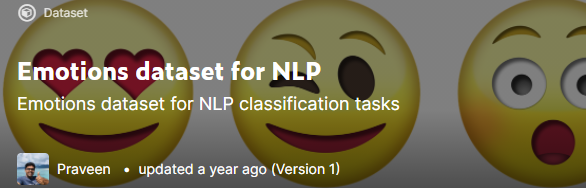 Dataset
Emotions dataset for NLP
Emotions dataset for NLP classification tasks
Praveen • updated a year ago (Version 1)